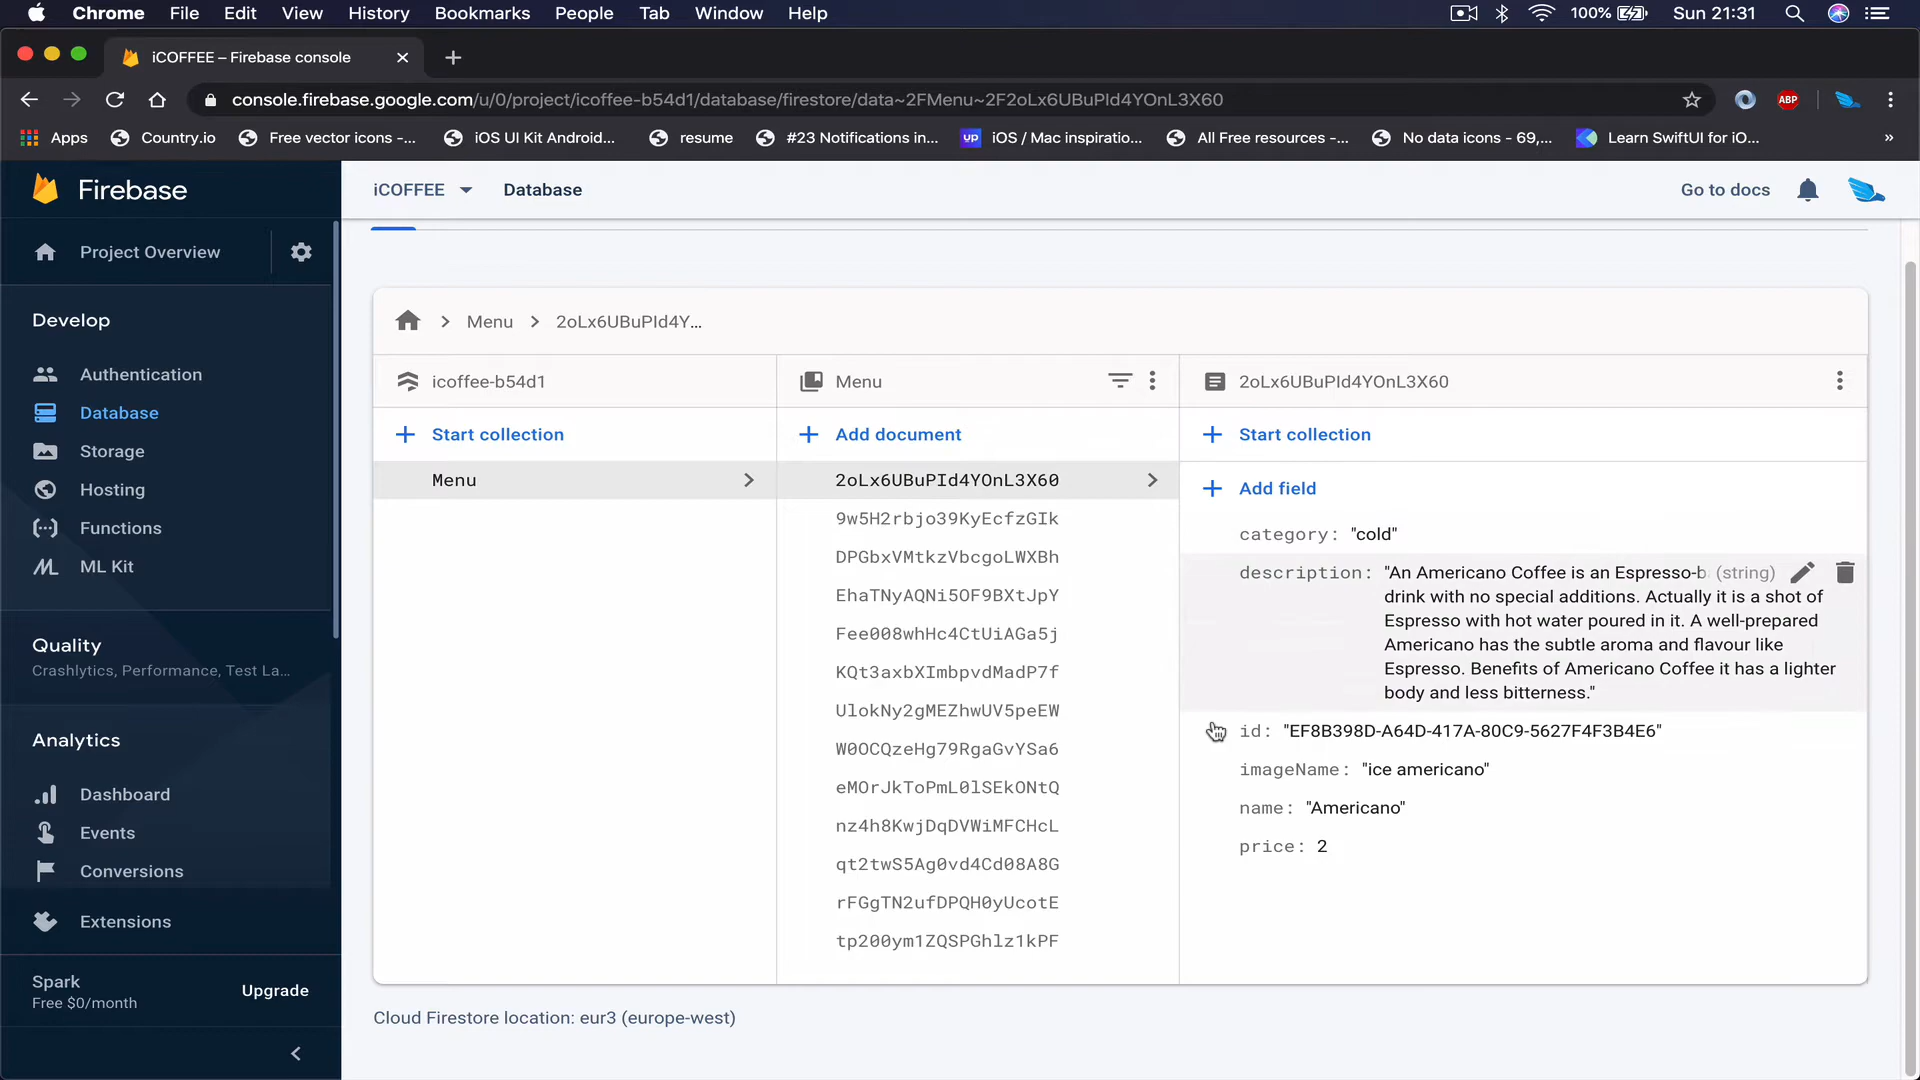 Chrome File Edit View History Bookmarks People Tab Window Help 100% Sun 21:31
iCOFFEE – Firebase console
console.firebase.google.com/u/0/project/icoffee-b54d1/database/firestore/data~2FMenu~2F2oLx6UBuPId4YOnL3X60 ABP
Apps Country.io Free vector icons -... iOS UI Kit Android... resume #23 Notifications in... UP iOS / Mac inspiratio... All Free resources -... No data icons - 69,... Learn SwiftUI for iO... »
Firebase
iCOFFEE Database Go to docs
Project Overview
Develop
Authentication
Database
Storage
Hosting
Functions
ML Kit
Quality
Crashlytics, Performance, Test La...
Analytics
Dashboard
Events
Conversions
Extensions
Spark
Free $0/month
Upgrade
Menu 2oLx6UBuPId4Y...
icoffee-b54d1
Start collection
Menu
Menu
Add document
2oLx6UBuPId4YOnL3X60
9w5H2rbjo39KyEcfzGIk
DPGbxVMtkzVbcgoLWXBh
EhaTNyAQNi5OF9BXtJpY
Fee008whHc4CtUiAGa5j
KQt3axbXImbpvdMadP7f
UlokNy2gMEZhwUV5peEW
W0OCQzeHg79RgaGvYSa6
eMOrJkToPmL0lSEkONtQ
nz4h8KwjDqDVWiMFCHcL
qt2twS5Ag0vd4Cd08A8G
rFGgTN2ufDPQH0yUcotE
tp200ym1ZQSPGhlz1kPF
2oLx6UBuPId4YOnL3X60
Start collection
Add field
category: "cold"
description: "An Americano Coffee is an Espresso-b (string)
drink with no special additions. Actually it is a shot of
Espresso with hot water poured in it. A well-prepared
Americano has the subtle aroma and flavour like
Espresso. Benefits of Americano Coffee it has a lighter
body and less bitterness."
id: "EF8B398D-A64D-417A-80C9-5627F4F3B4E6"
imageName: "ice americano"
name: "Americano"
price: 2
Cloud Firestore location: eur3 (europe-west)